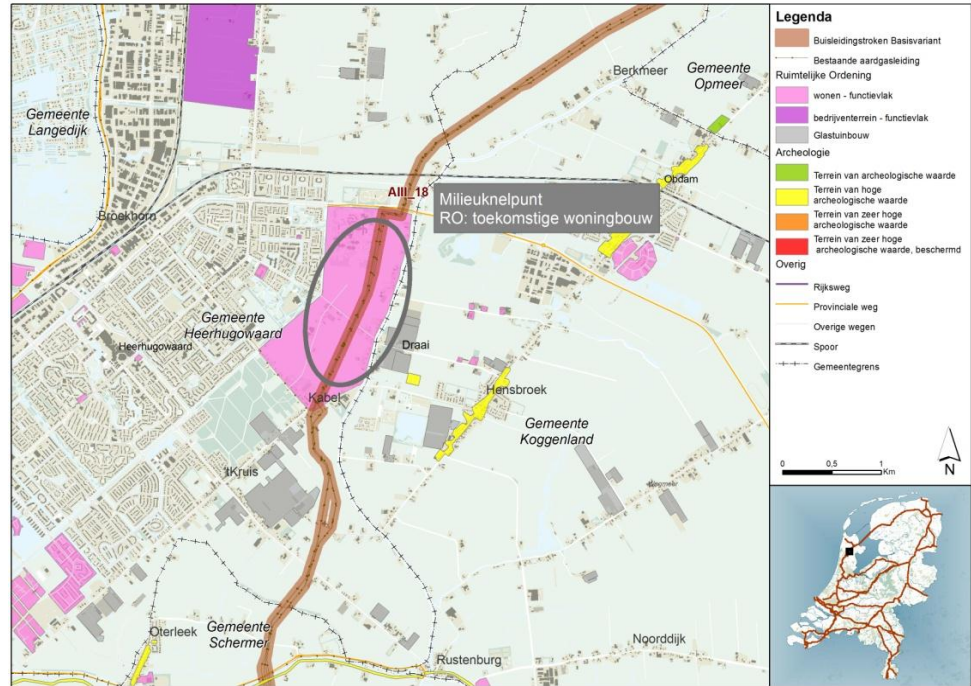 Gemeente
Langedijk
Broekhorn
Gemeente
Heerhugowaard
Heerhugowaard
Berkmeer
Gemeente
Opmeer
AIII_18
Milieuknelpunt
RO: toekomstige woningbouw
Obdam
Draai
Kabel
Hensbroek
Gemeente
Koggenland
'tKruis
Oterleek
Gemeente
Schermer
Rustenburg
Noorddijk
Legenda
Buisleidingstroken Basisvariant
Bestaande aardgasleiding
Ruimtelijke Ordening
wonen - functievlak
bedrijventerrein - functievlak
Glastuinbouw
Archeologie
Terrein van archeologische waarde
Terrein van hoge
archeologische waarde
Terrein van zeer hoge
archeologische waarde
Terrein van zeer hoge
archeologische waarde, beschermd
Overig
Rijksweg
Provinciale weg
Overige wegen
Spoor
Gemeentegrens
0 0,5 1
Km
N